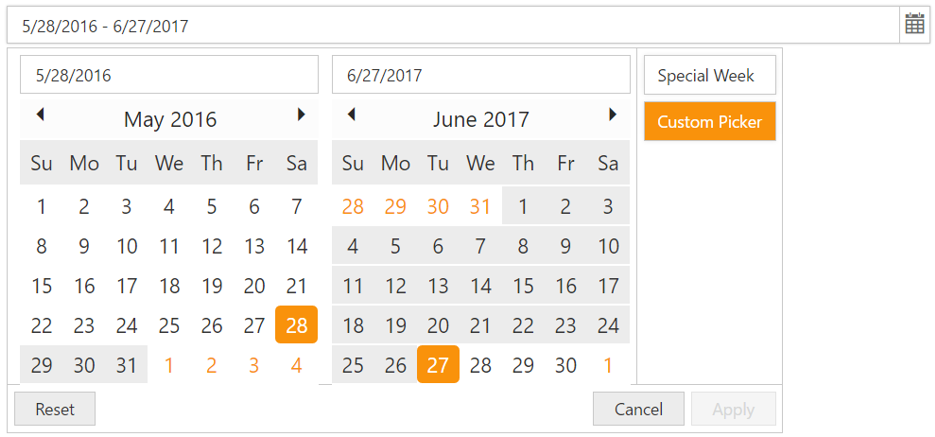 5/28/2016 - 6/27/2017
5/28/2016 6/27/2017 Special Week
May 2016 June 2017 Custom Picker
Su Mo Tu We Th Fr Sa Su Mo Tu We Th Fr Sa
1 2 3 4 5 6 7 28 29 30 31 1 2 3
8 9 10 11 12 13 14 4 5 6 7 8 9 10
15 16 17 18 19 20 21 11 12 13 14 15 16 17
22 23 24 25 26 27 28 18 19 20 21 22 23 24
29 30 31 1 2 3 4 25 26 27 28 29 30 1
Reset Cancel Apply